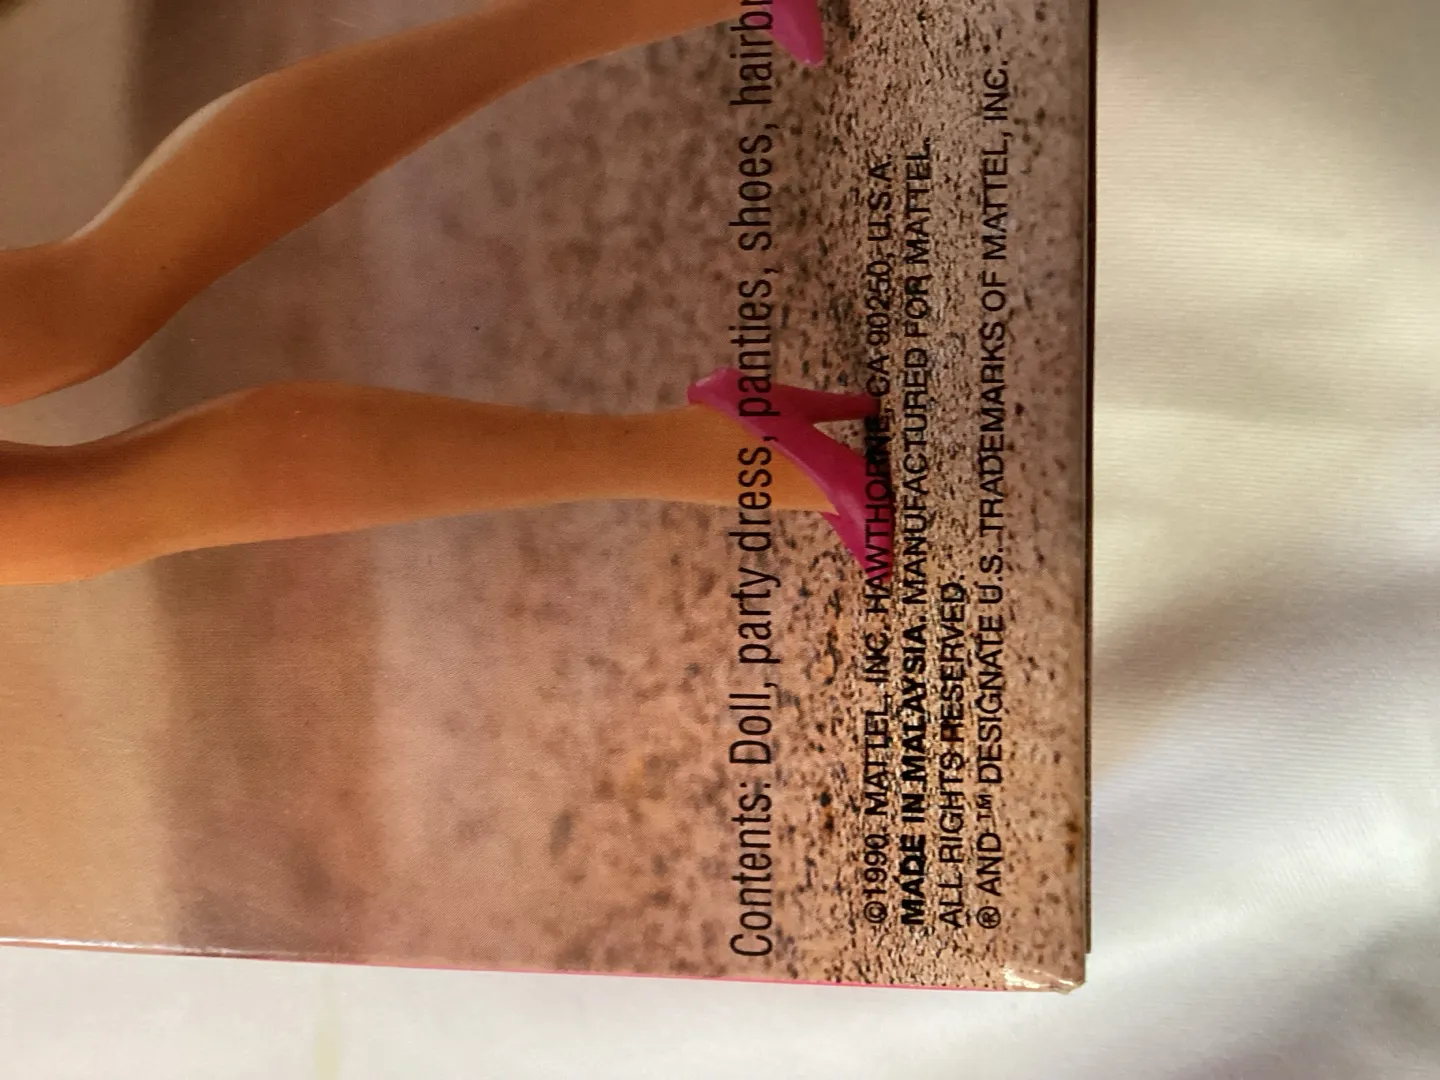 Contents: Doll, party dress, panties, shoes, hairbr
©1990. MATTEL, INC. HAWTHORNE, CA 90250, U.S.A.
MADE IN MALAYSIA. MANUFACTURED FOR MATTEL.
ALL RIGHTS RESERVED.
® AND ™ DESIGNATE U.S. TRADEMARKS OF MATTEL, INC.